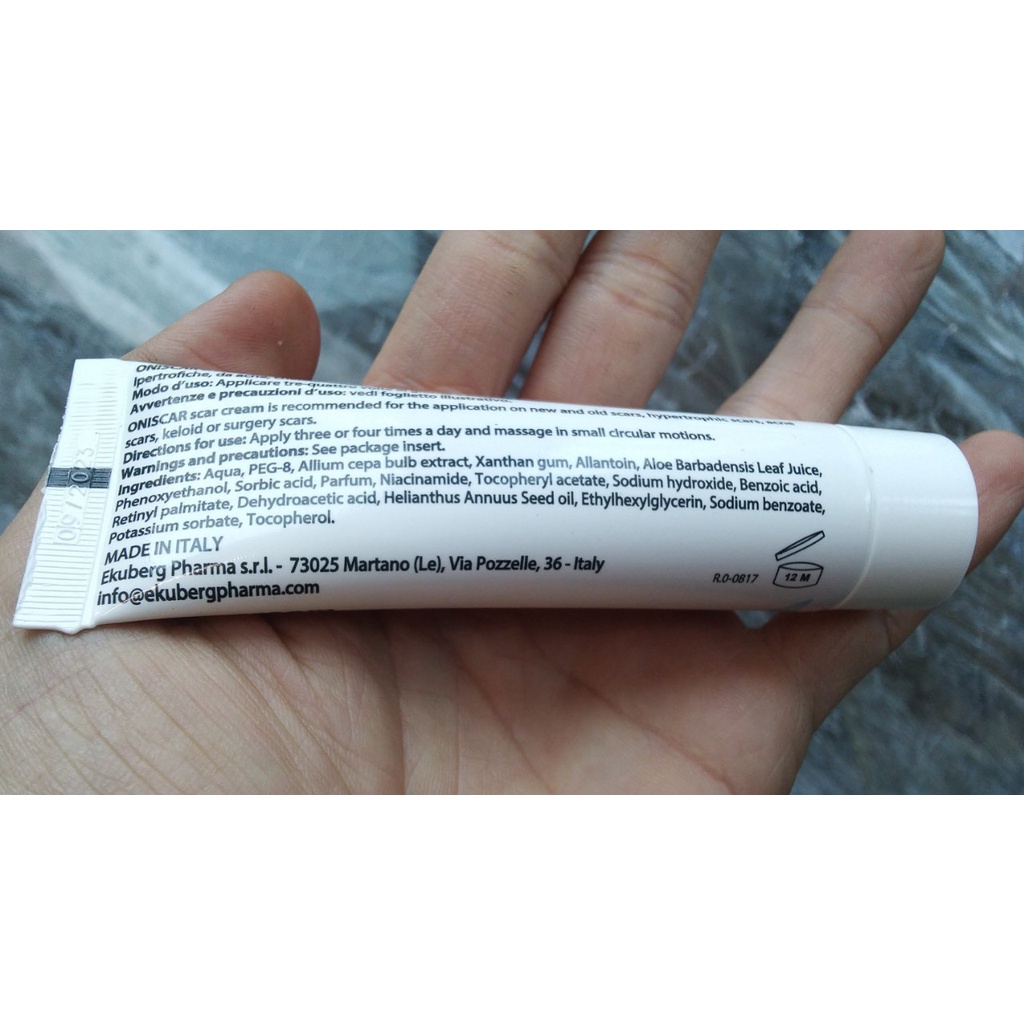 Ipertrofiche, da
Modo d'uso: Applicare tre-quattro
Avvertenze e precauzioni d'uso: vedi foglietto illustrativo
ONISCAR scar cream is recommended for the application on new and old scars, hypertrophic scars, acne
scars, keloid or surgery scars.
Directions for use: Apply three or four times a day and massage in small circular motions.
Warnings and precautions: See package insert.
Ingredients: Aqua, PEG-8, Allium cepa bulb extract, Xanthan gum, Allantoin, Aloe Barbadensis Leaf Juice,
Phenoxyethanol, Sorbic acid, Parfum, Niacinamide, Tocopheryl acetate, Sodium hydroxide, Benzoic acid,
Retinyl palmitate, Dehydroacetic acid, Helianthus Annuus Seed oil, Ethylhexylglycerin, Sodium benzoate,
Potassium sorbate, Tocopherol.
MADE IN ITALY
Ekuberg Pharma s.r.l. - 73025 Martano (Le), Via Pozzelle, 36 - Italy
info@ekubergpharma.com
R.0-0817
12 M
09/2023